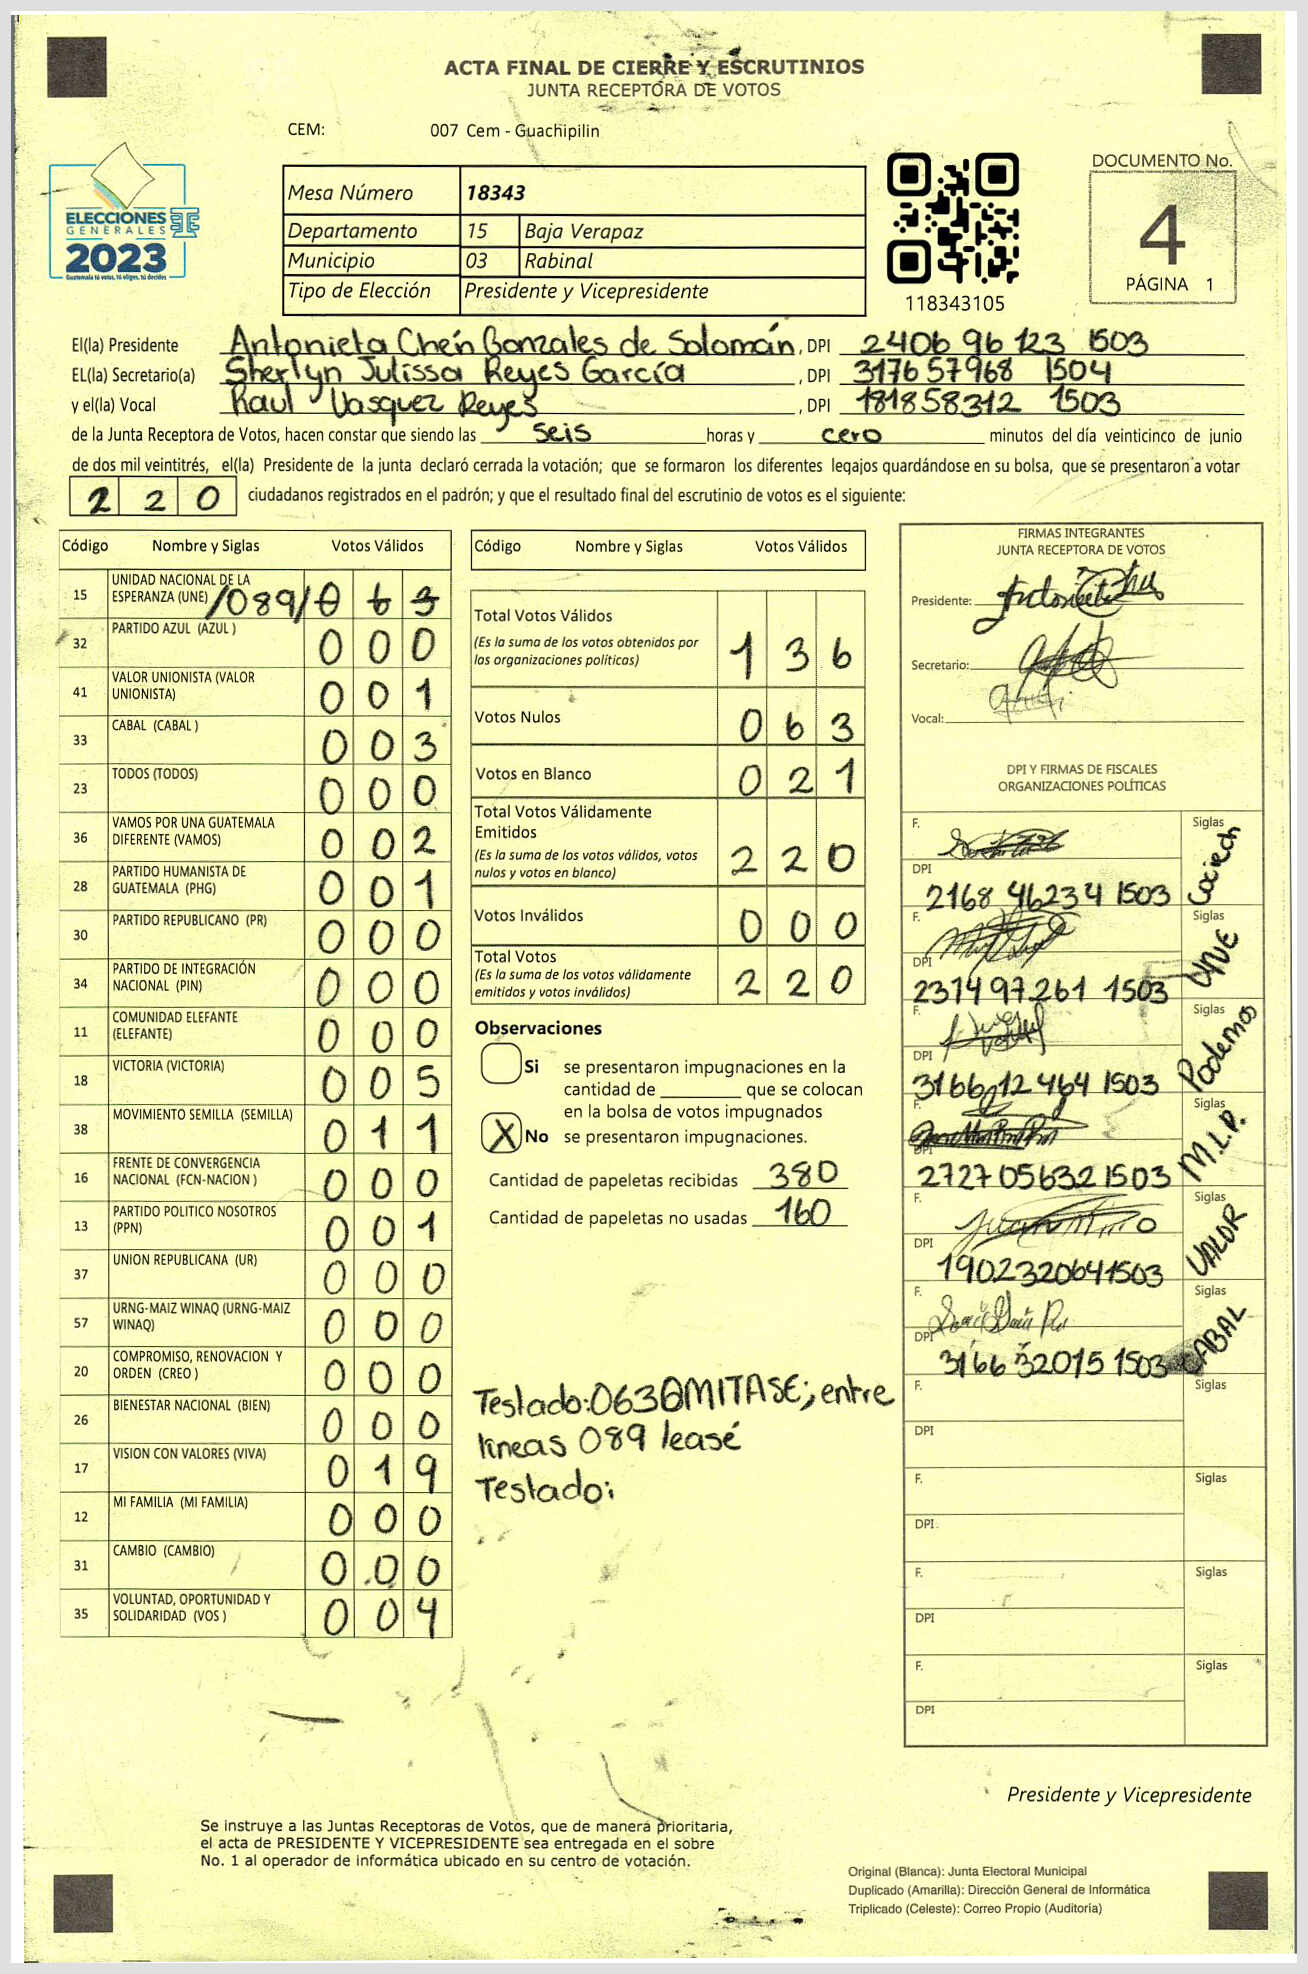 ACTA FINAL DE CIERRE Y ESCRUTINIOS
JUNTA RECEPTORA DE VOTOS
CEM: 007 Cem - Guachipilin
ELECCIONES
GENERALES
2023
Guatemala tú votas, tú eliges, tú decides
Mesa Número 18343
Departamento 15 Baja Verapaz
Municipio 03 Rabinal
Tipo de Elección Presidente y Vicepresidente
118343105
DOCUMENTO No.
4
PÁGINA 1
El(la) Presidente Antonieta Chén Gonzales de Solomán, DPI 2406 96 123 1503
EL(la) Secretario(a) Sherlyn Julissa Reyes García, DPI 3176 57968 1504
y el(la) Vocal Raul Vasquez Reyes, DPI 181858312 1503
de la Junta Receptora de Votos, hacen constar que siendo las seis horas y cero minutos del día veinticinco de junio
de dos mil veintitrés, el(la) Presidente de la junta declaró cerrada la votación; que se formaron los diferentes legajos guardándose en su bolsa, que se presentaron a votar
220 ciudadanos registrados en el padrón; y que el resultado final del escrutinio de votos es el siguiente:
Código Nombre y Siglas Votos Válidos
15 UNIDAD NACIONAL DE LA ESPERANZA (UNE) /089/ 0 6 3
32 PARTIDO AZUL (AZUL ) 0 0 0
41 VALOR UNIONISTA (VALOR UNIONISTA) 0 0 1
33 CABAL (CABAL ) 0 0 3
23 TODOS (TODOS) 0 0 0
36 VAMOS POR UNA GUATEMALA DIFERENTE (VAMOS) 0 0 2
28 PARTIDO HUMANISTA DE GUATEMALA (PHG) 0 0 1
30 PARTIDO REPUBLICANO (PR) 0 0 0
34 PARTIDO DE INTEGRACIÓN NACIONAL (PIN) 0 0 0
11 COMUNIDAD ELEFANTE (ELEFANTE) 0 0 0
18 VICTORIA (VICTORIA) 0 0 5
38 MOVIMIENTO SEMILLA (SEMILLA) 0 1 1
16 FRENTE DE CONVERGENCIA NACIONAL (FCN-NACION ) 0 0 0
13 PARTIDO POLITICO NOSOTROS (PPN) 0 0 1
37 UNION REPUBLICANA (UR) 0 0 0
57 URNG-MAIZ WINAQ (URNG-MAIZ WINAQ) 0 0 0
20 COMPROMISO, RENOVACION Y ORDEN (CREO ) 0 0 0
26 BIENESTAR NACIONAL (BIEN) 0 0 0
17 VISION CON VALORES (VIVA) 0 1 9
12 MI FAMILIA (MI FAMILIA) 0 0 0
31 CAMBIO (CAMBIO) 0 0 0
35 VOLUNTAD, OPORTUNIDAD Y SOLIDARIDAD (VOS ) 0 0 4
Código Nombre y Siglas Votos Válidos
Total Votos Válidos
(Es la suma de los votos obtenidos por
las organizaciones políticas) 1 3 6
Votos Nulos 0 6 3
Votos en Blanco 0 2 1
Total Votos Válidamente
Emitidos
(Es la suma de los votos válidos, votos
nulos y votos en blanco) 2 2 0
Votos Inválidos 0 0 0
Total Votos
(Es la suma de los votos válidamente
emitidos y votos inválidos) 2 2 0
Observaciones
Si se presentaron impugnaciones en la
cantidad de ________ que se colocan
en la bolsa de votos impugnados
X No se presentaron impugnaciones.
Cantidad de papeletas recibidas 380
Cantidad de papeletas no usadas 160
Testado: 063 OMITASE; entre
lineas 089 leasé
Testado;
FIRMAS INTEGRANTES
JUNTA RECEPTORA DE VOTOS
Presidente:
Secretario:
Vocal:
DPI Y FIRMAS DE FISCALES
ORGANIZACIONES POLÍTICAS
F. Siglas
DPI 2168 46234 1503
F. Siglas UNE
DPI 2314 97261 1503
F. Siglas Podemos
DPI 3166 12 464 1503
F. Siglas M.L.P.
DPI 2727 05632 1503
F. Siglas VALOR
DPI 1902320641503
F. Siglas CABAL
DPI 3166 32075 1503
F. Siglas
DPI
F. Siglas
DPI
F. Siglas
DPI
F. Siglas
DPI
Presidente y Vicepresidente
Se instruye a las Juntas Receptoras de Votos, que de manera prioritaria,
el acta de PRESIDENTE Y VICEPRESIDENTE sea entregada en el sobre
No. 1 al operador de informática ubicado en su centro de votación.
Original (Blanca): Junta Electoral Municipal
Duplicado (Amarilla): Dirección General de Informática
Triplicado (Celeste): Correo Propio (Auditoría)